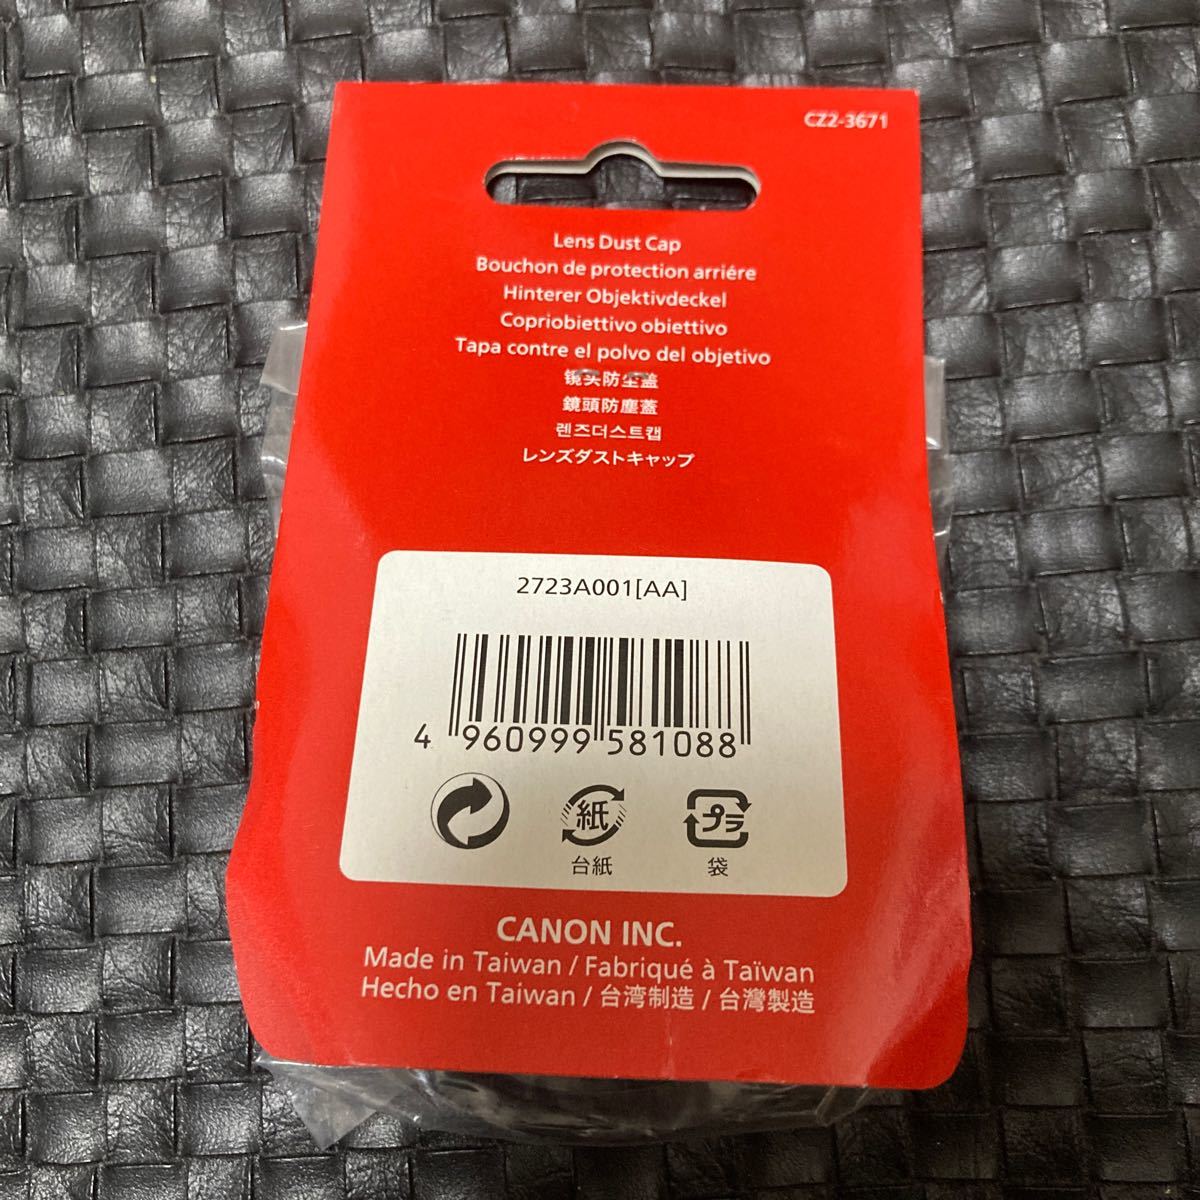 CZ2-3671
Lens Dust Cap
Bouchon de protection arriére
Hinterer Objektivdeckel
Copriobiettivo obiettivo
Tapa contre el polvo del objetivo
镜头防尘蓋
鏡頭防塵蓋
렌즈더스트캡
レンズダストキャップ
2723A001[AA]
4 960999 581088
紙 プラ
台紙 袋
CANON INC.
Made in Taiwan / Fabriqué à Taïwan
Hecho en Taiwan / 台湾制造 / 台灣製造